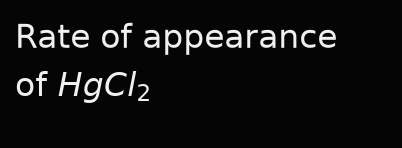 Rate of appearance
of HgCl₂